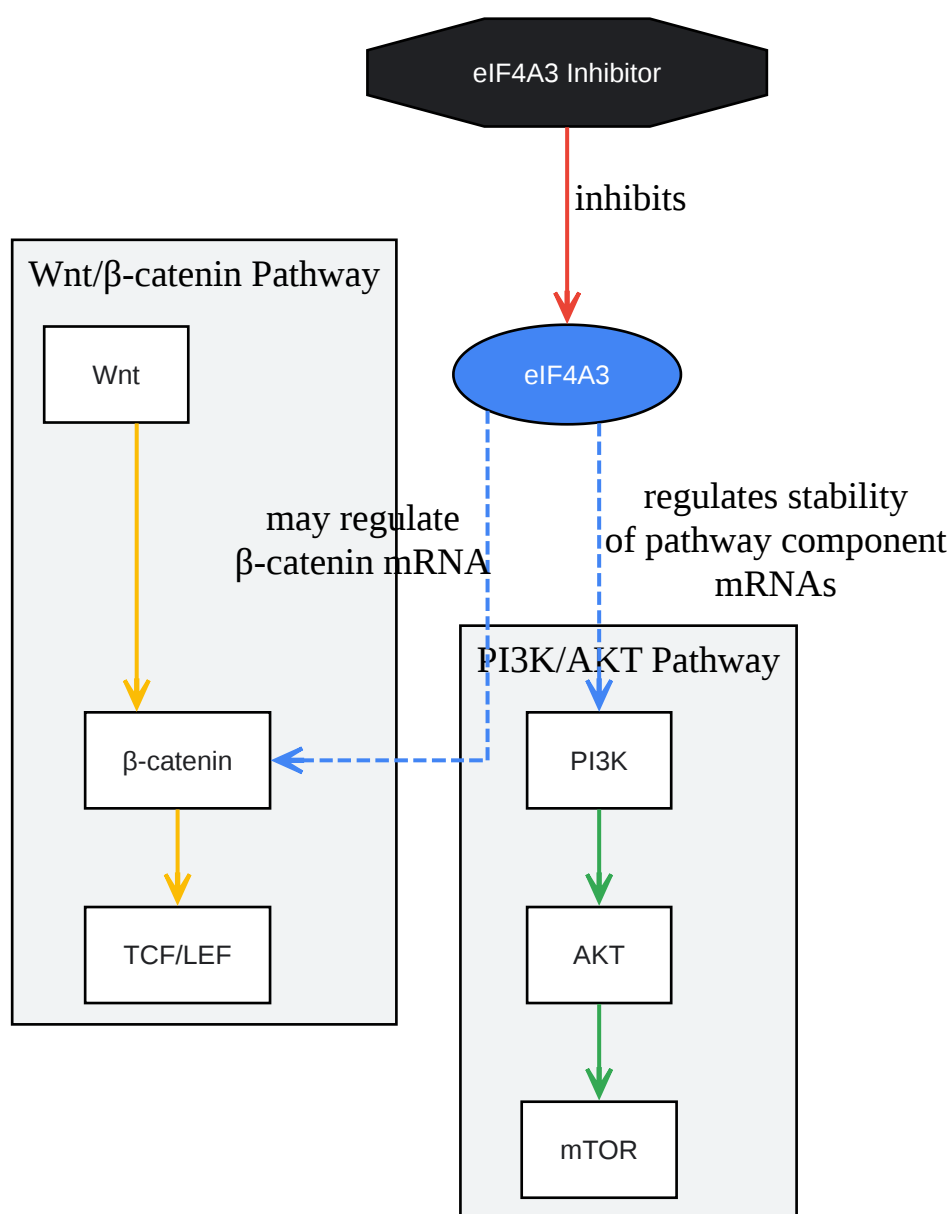 eIF4A3 Inhibitor
inhibits
Wnt/β-catenin Pathway
Wnt
eIF4A3
may regulate
β-catenin mRNA
regulates stability
of pathway component
mRNAs
PI3K/AKT Pathway
β-catenin
PI3K
TCF/LEF
AKT
mTOR